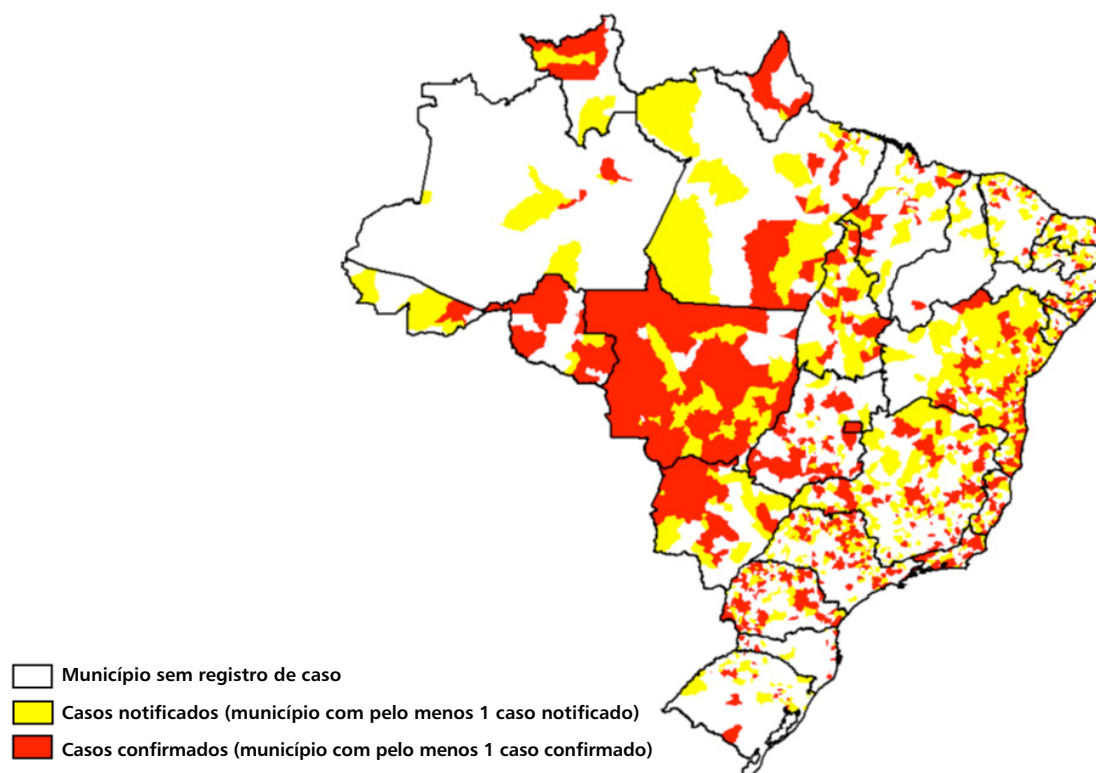 Município sem registro de caso
Casos notificados (município com pelo menos 1 caso notificado)
Casos confirmados (município com pelo menos 1 caso confirmado)